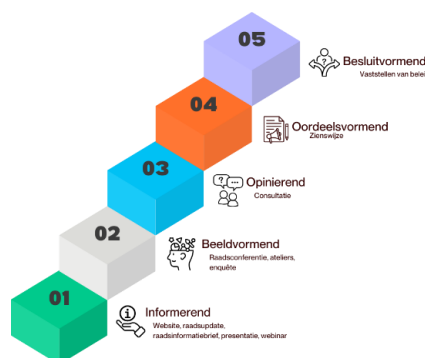 05
Besluitvormend
Vaststellen van belei
04
Oordeelsvormend
Zienswijze
03
Opinierend
Consultatie
02
Beeldvormend
Raadsconferentie, ateliers,
enquête
01
Informerend
Website, raadsupdate,
raadsinformatiebrief, presentatie, webinar